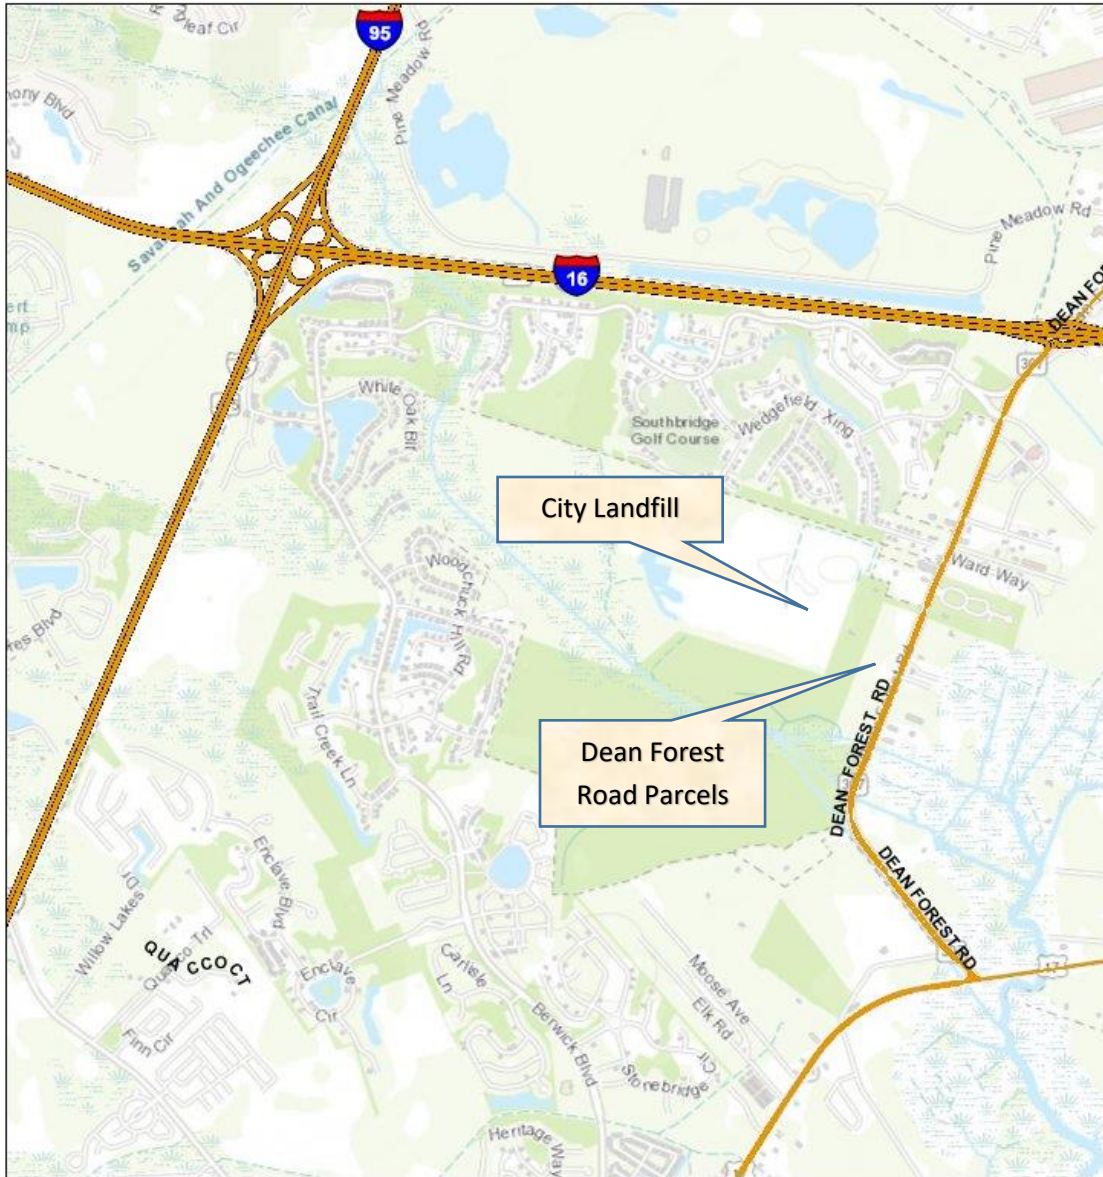 leaf Cir
95
Pine Meadow Rd
Savannah And Ogeechee Canal
Pine Meadow Rd
16
DEAN FOR
White Oak Blf
Southbridge
Golf Course
Wedgefield Xing
City Landfill
Ward Way
Woodchuck Hill Rd
Trail Creek Ln
Dean Forest
Road Parcels
DEAN FOREST RD
DEAN FOREST RD
Enclave Blvd
Willow Lakes Dr
QUACCO CT
Enclave
Cir
Carlisle
Ln
Berwick Blvd
Moose Ave
Elk Rd
Finn Cir
Stonebridge
Cir
17
Heritage Way